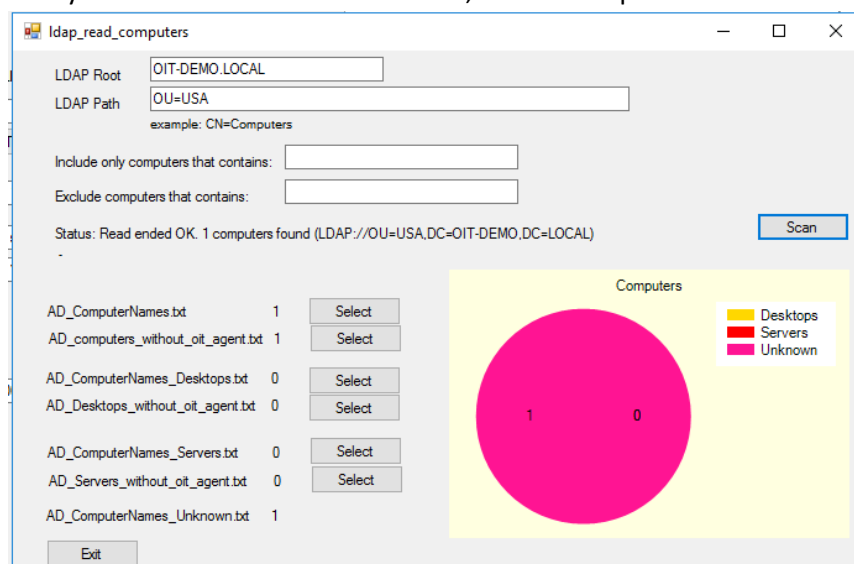 ldap_read_computers
LDAP Root OIT-DEMO.LOCAL
LDAP Path OU=USA
example: CN=Computers
Include only computers that contains:
Exclude computers that contains:
Status: Read ended OK. 1 computers found (LDAP://OU=USA,DC=OIT-DEMO,DC=LOCAL)
Scan
-
AD_ComputerNames.txt 1 Select
AD_computers_without_oit_agent.txt 1 Select
AD_ComputerNames_Desktops.txt 0 Select
AD_Desktops_without_oit_agent.txt 0 Select
AD_ComputerNames_Servers.txt 0 Select
AD_Servers_without_oit_agent.txt 0 Select
AD_ComputerNames_Unknown.txt 1
Exit
Computers
Desktops
Servers
Unknown
1 0